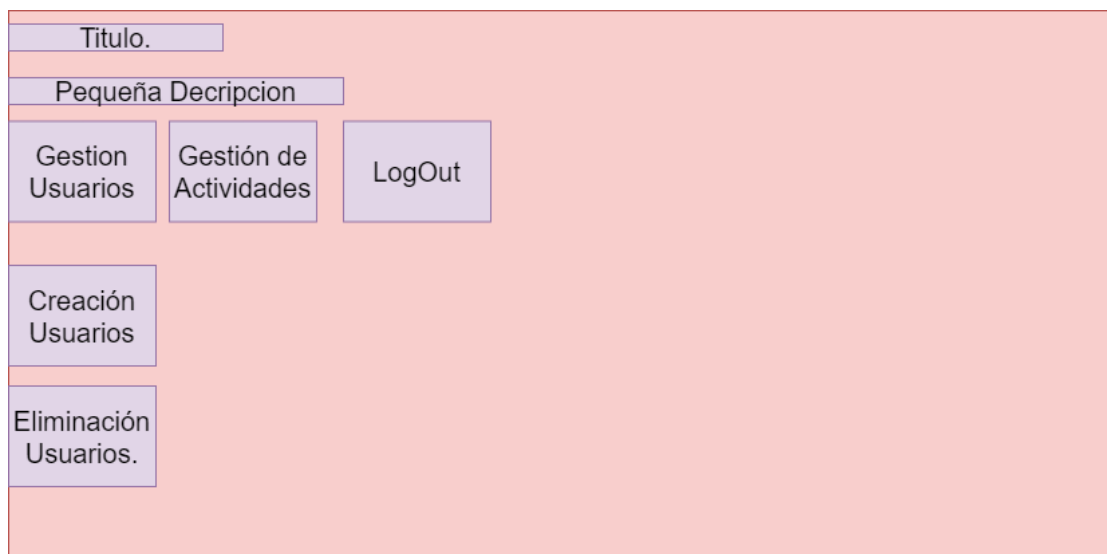 Titulo.
Pequeña Decripcion
Gestion
Usuarios
Gestión de
Actividades
LogOut
Creación
Usuarios
Eliminación
Usuarios.